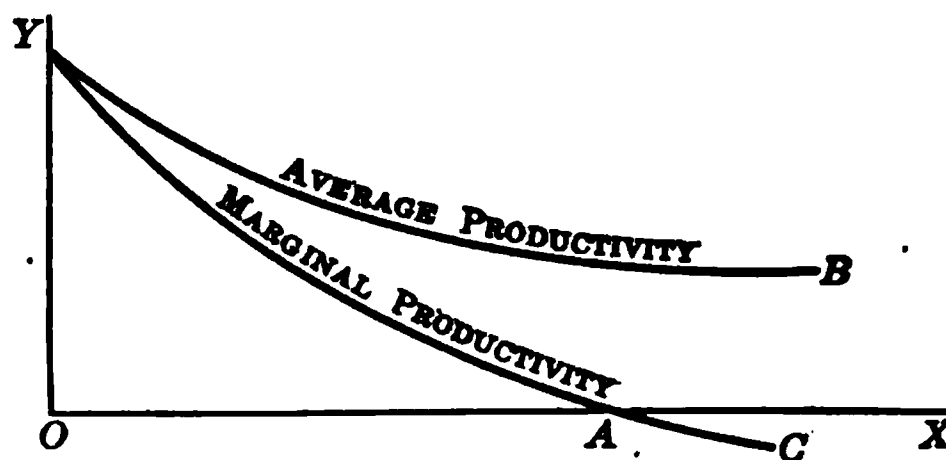 Y
AVERAGE PRODUCTIVITY
MARGINAL PRODUCTIVITY
B
O
A
C
X